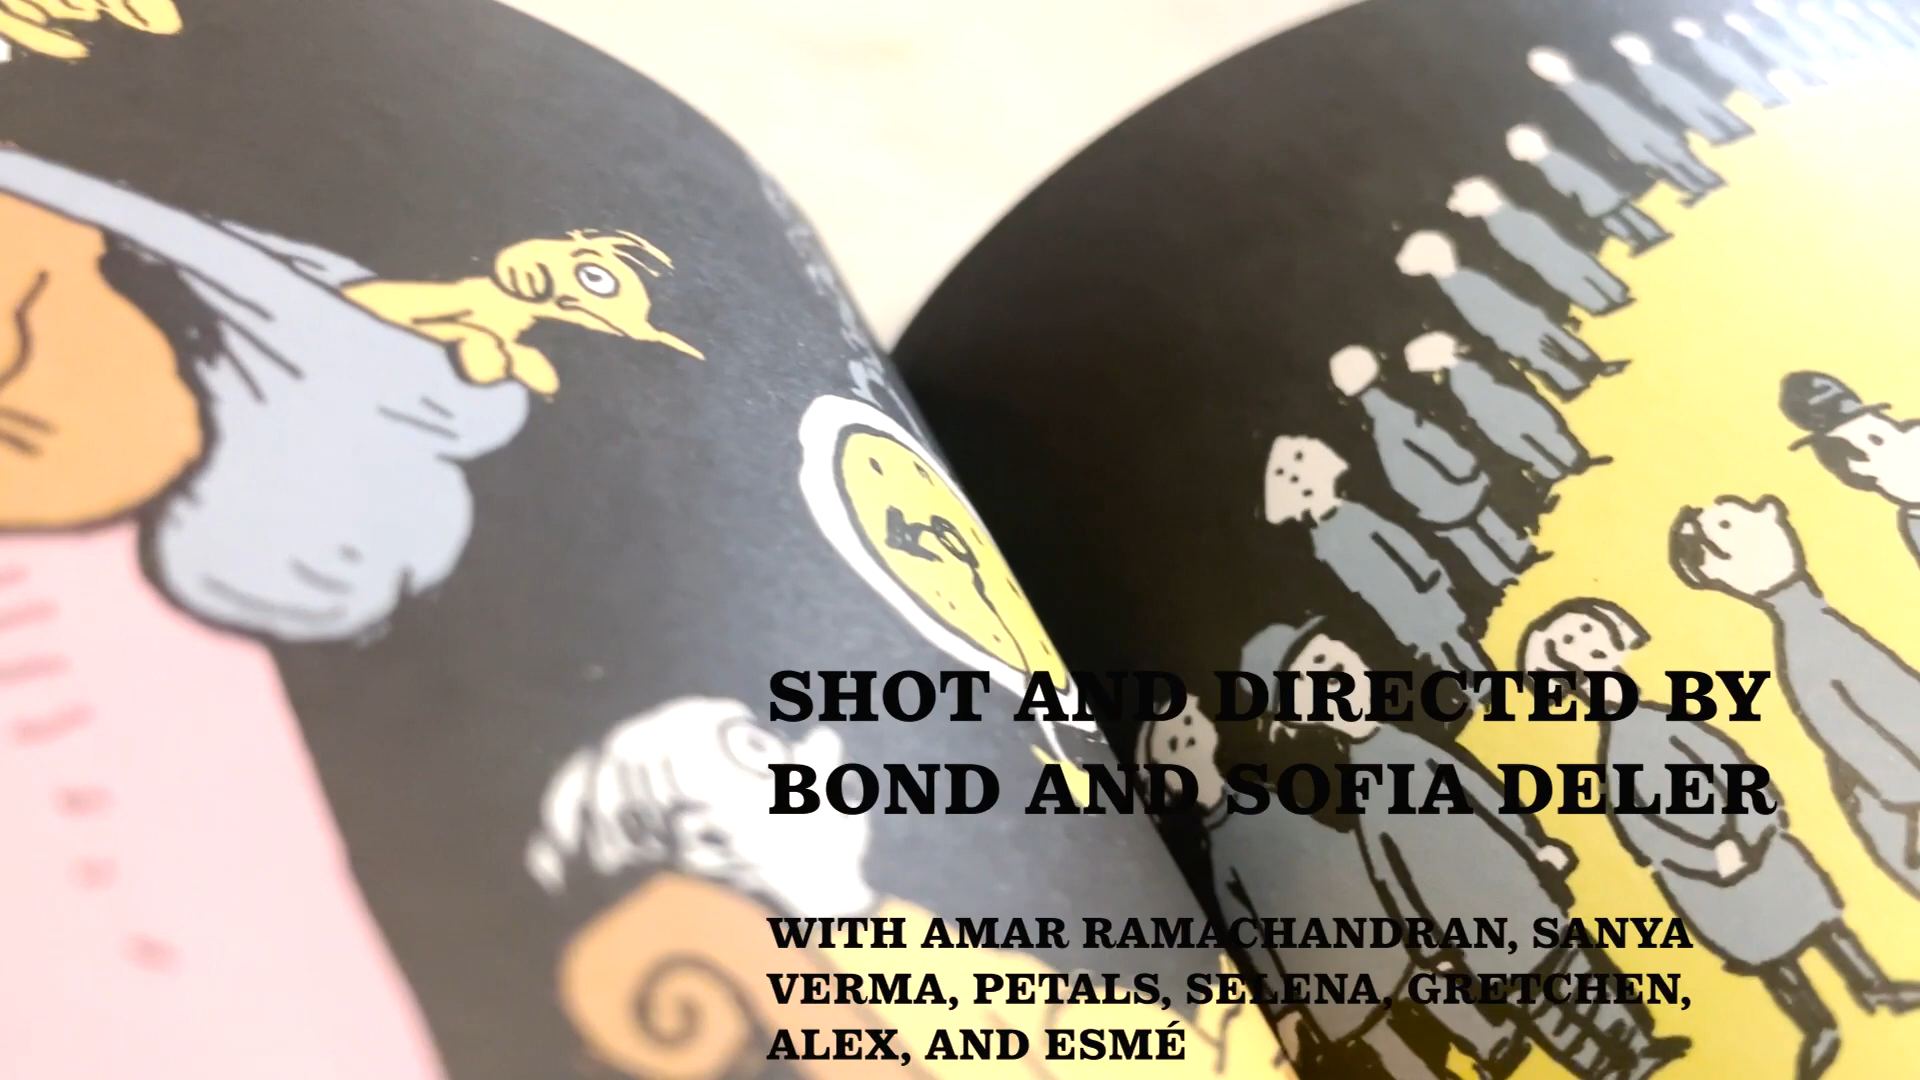 SHOT AND DIRECTED BY
BOND AND SOFIA DELER
WITH AMAR RAMACHANDRAN, SANYA
VERMA, PETALS, SELENA, GRETCHEN,
ALEX, AND ESMÉ